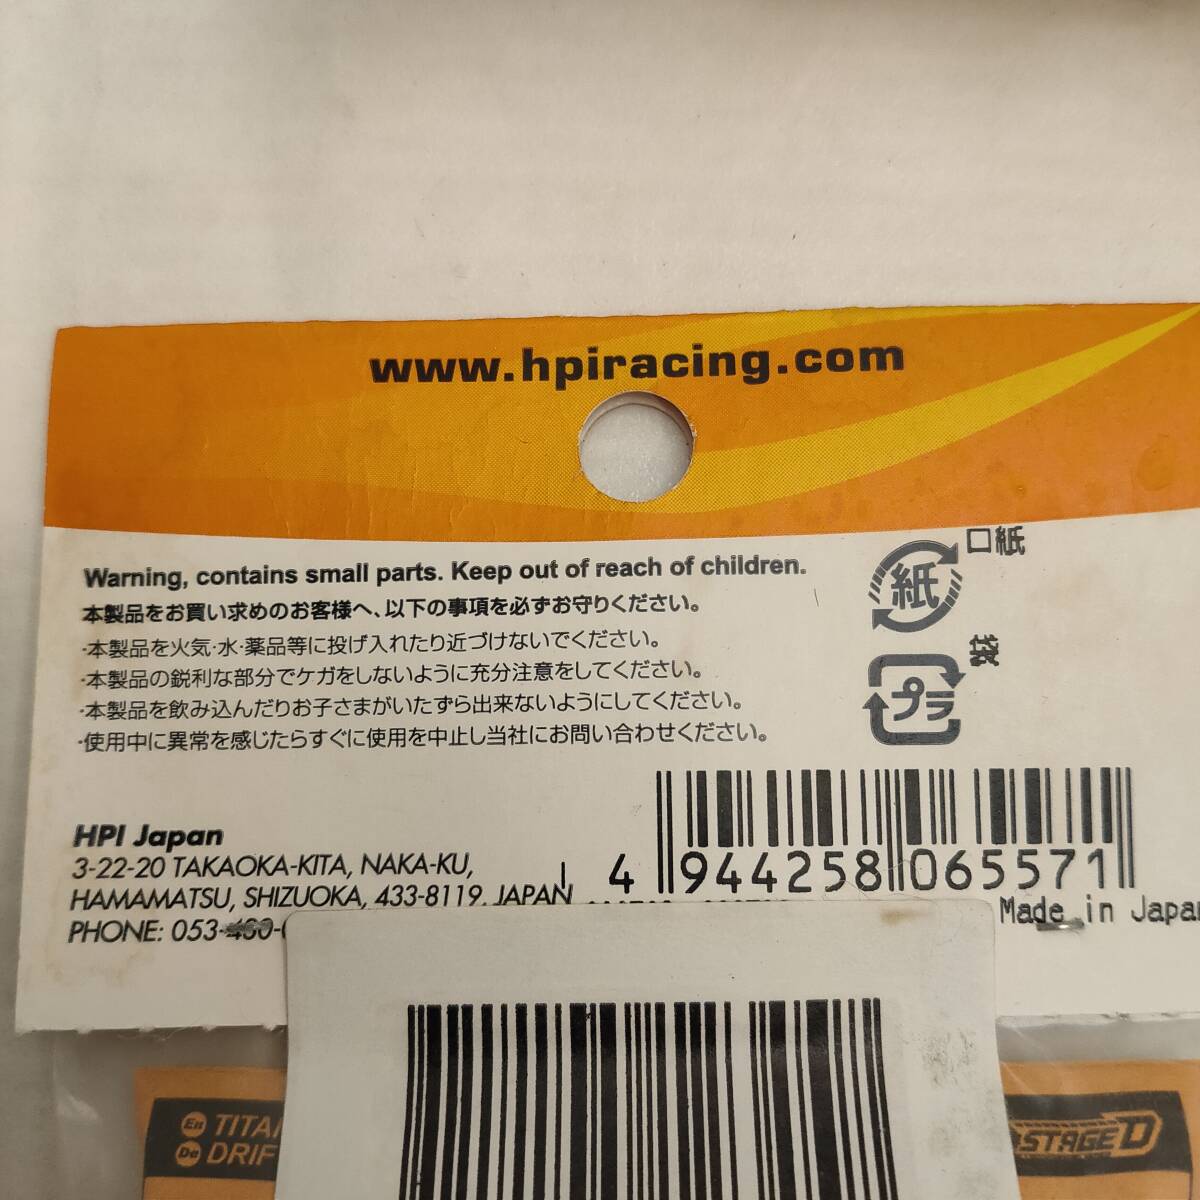 www.hpiracing.com
Warning, contains small parts. Keep out of reach of children.
本製品をお買い求めのお客様へ、以下の事項を必ずお守りください。
·本製品を火気·水·薬品等に投げ入れたり近づけないでください。
·本製品の鋭利な部分でケガをしないように充分注意をしてください。
·本製品を飲み込んだりお子さまがいたずら出来ないようにしてください。
·使用中に異常を感じたらすぐに使用を中止し当社にお問い合わせください。
口紙
紙
袋
プラ
HPI Japan
3-22-20 TAKAOKA-KITA, NAKA-KU,
HAMAMATSU, SHIZUOKA, 433-8119, JAPAN
PHONE: 053-
4 944258 065571
Made in Japan
En TITA
De DRIF
STAGE D